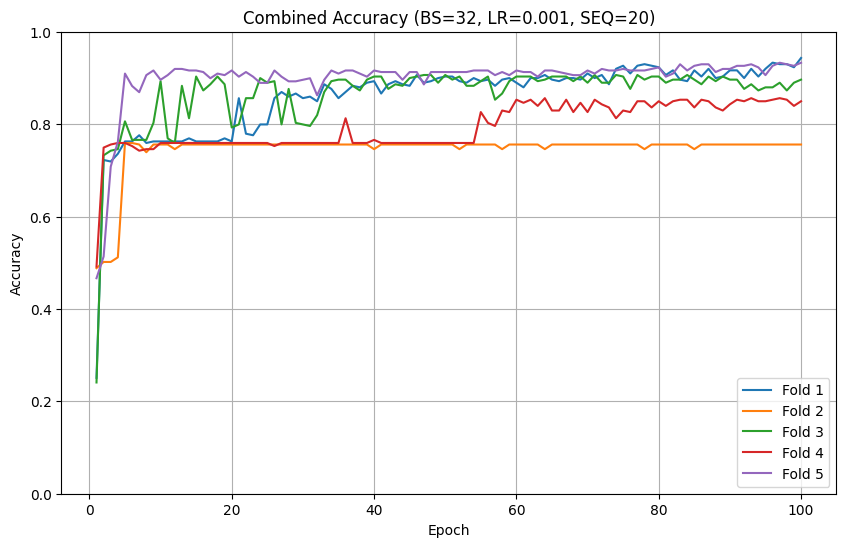 Combined Accuracy (BS=32, LR=0.001, SEQ=20)
1.0
0.8
0.6
0.4
0.2
0.0
Accuracy
0 20 40 60 80 100
Epoch
Fold 1
Fold 2
Fold 3
Fold 4
Fold 5